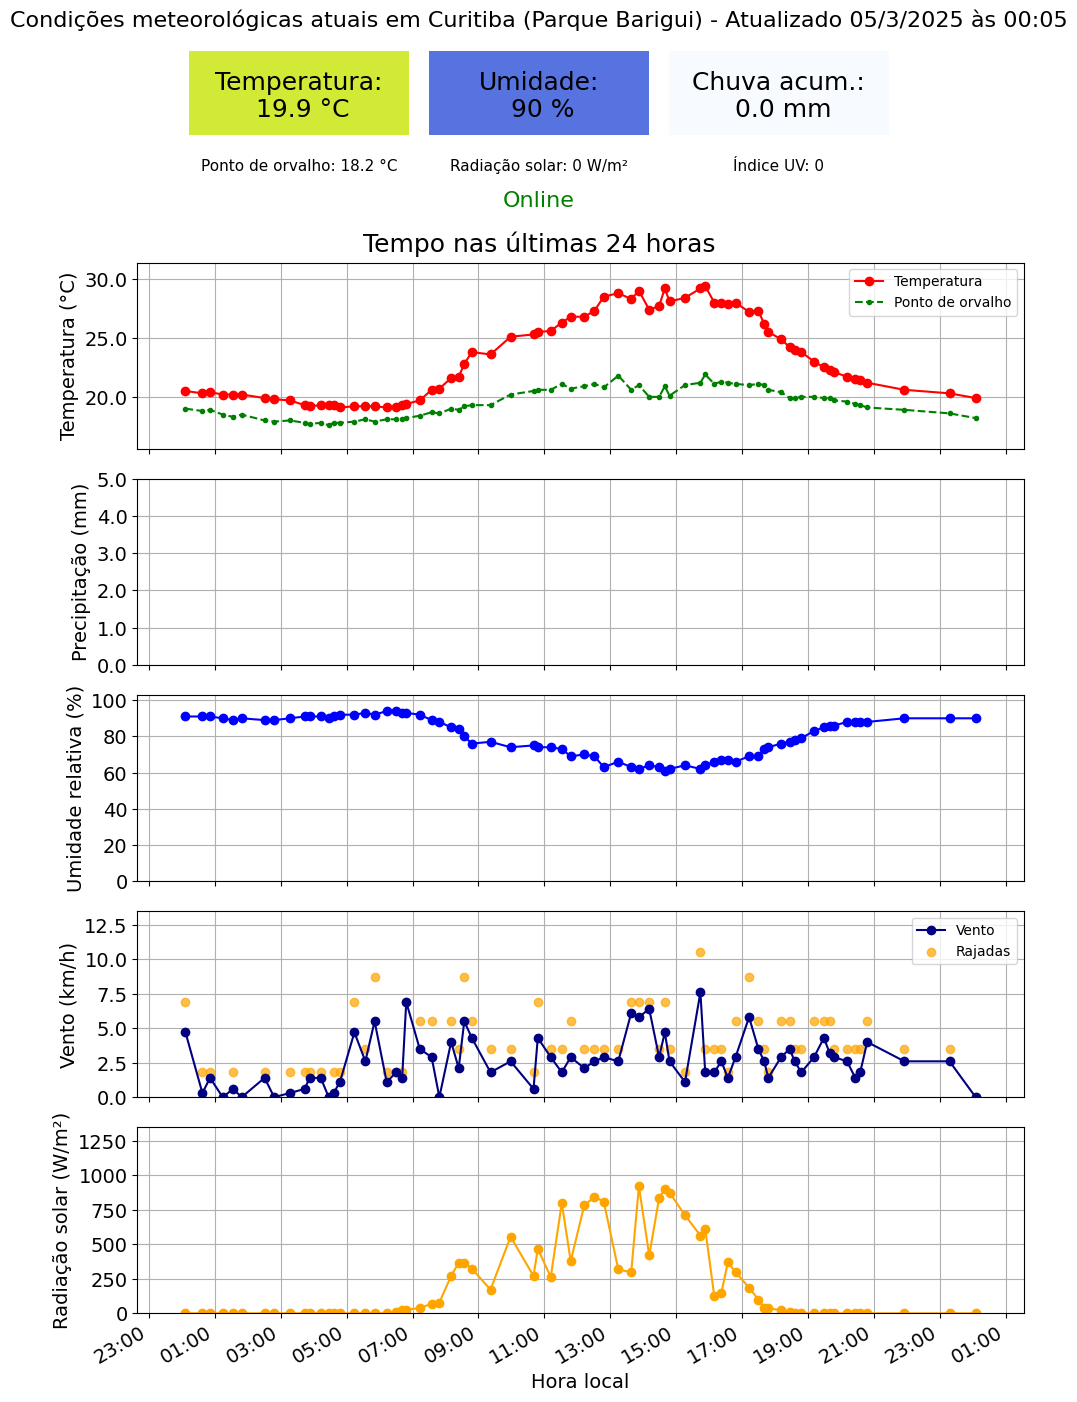 Condições meteorológicas atuais em Curitiba (Parque Barigui) - Atualizado 05/3/2025 às 00:05
Temperatura:
19.9 °C
Umidade:
90 %
Chuva acum.:
0.0 mm
Ponto de orvalho: 18.2 °C
Radiação solar: 0 W/m²
Índice UV: 0
Online
Tempo nas últimas 24 horas
Temperatura (°C)
30.0
25.0
20.0
Temperatura
Ponto de orvalho
Precipitação (mm)
5.0
4.0
3.0
2.0
1.0
0.0
Umidade relativa (%)
100
80
60
40
20
0
Vento (km/h)
12.5
10.0
7.5
5.0
2.5
0.0
Vento
Rajadas
Radiação solar (W/m²)
1250
1000
750
500
250
0
23:00
01:00
03:00
05:00
07:00
09:00
11:00
13:00
15:00
17:00
19:00
21:00
23:00
01:00
Hora local